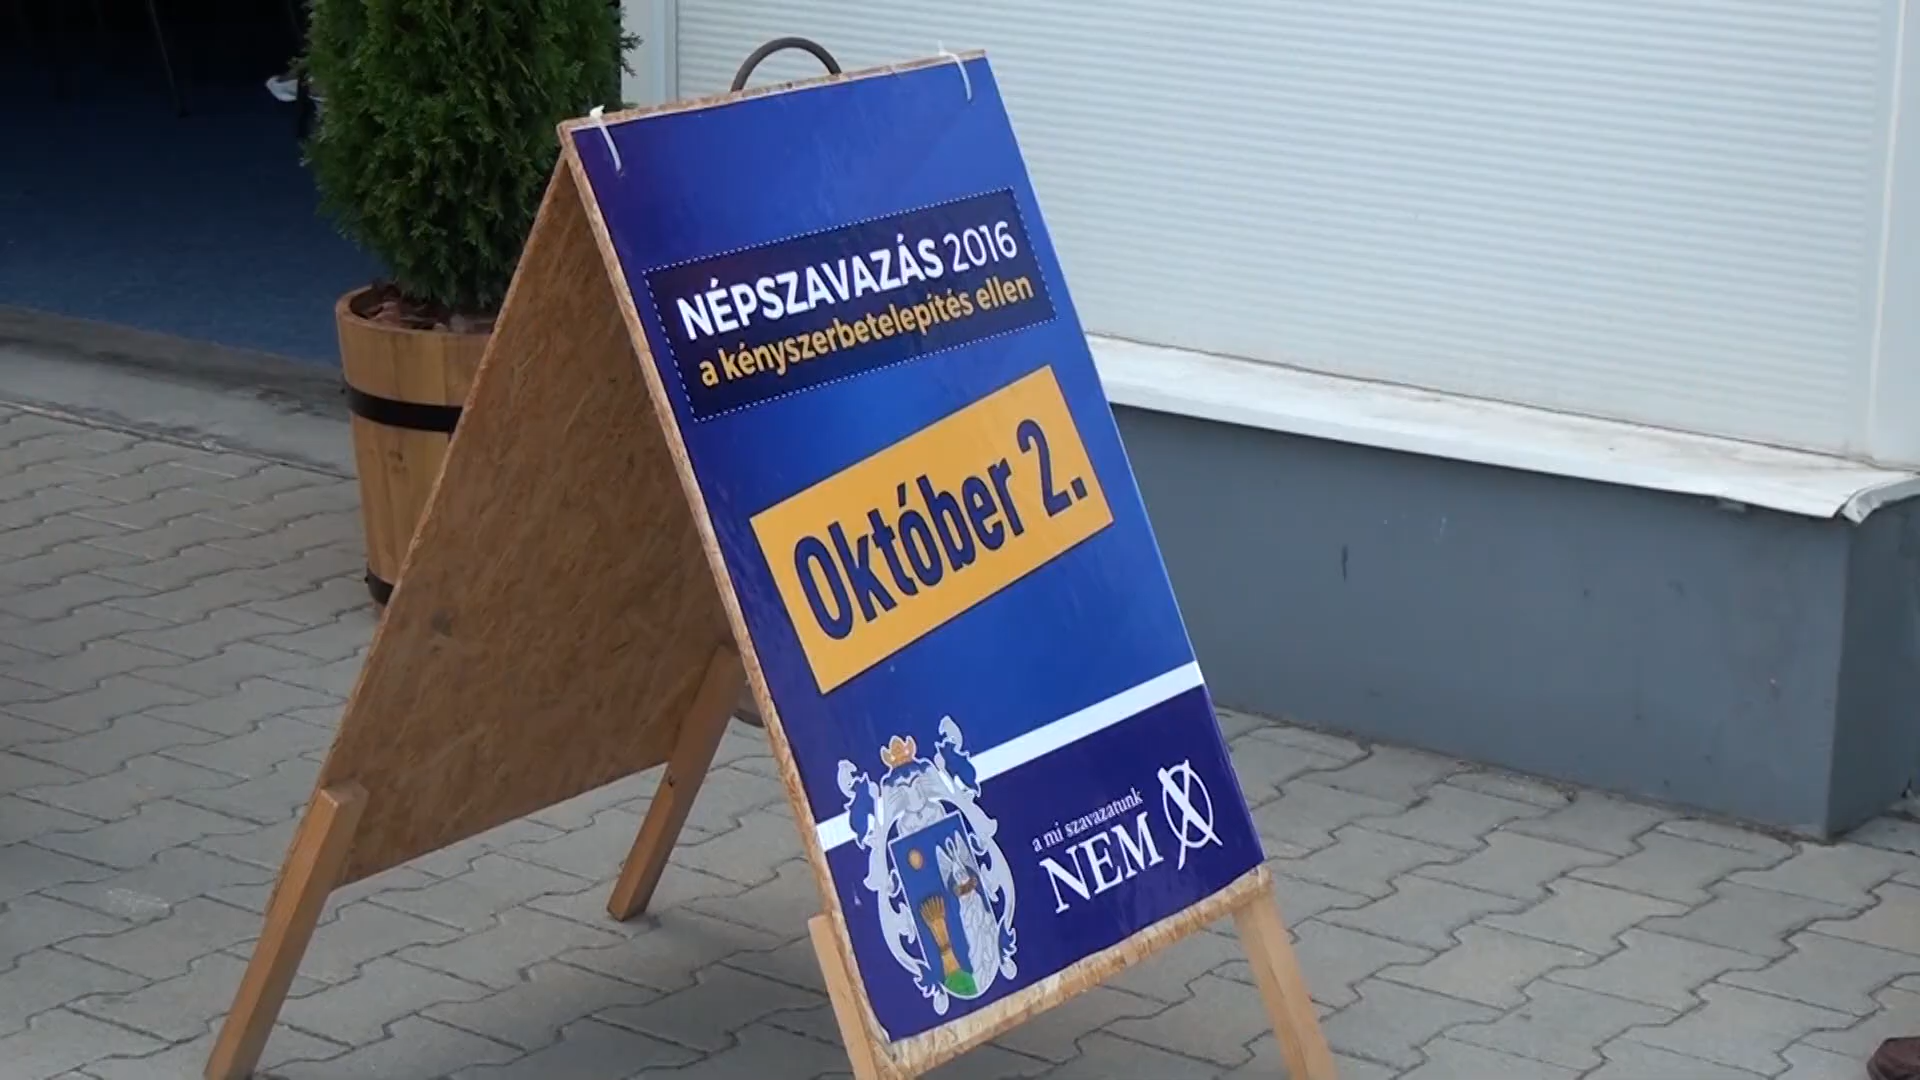 NÉPSZAVAZÁS 2016
a kényszerbetelepítés ellen
Október 2.
a mi szavazatunk
NEM